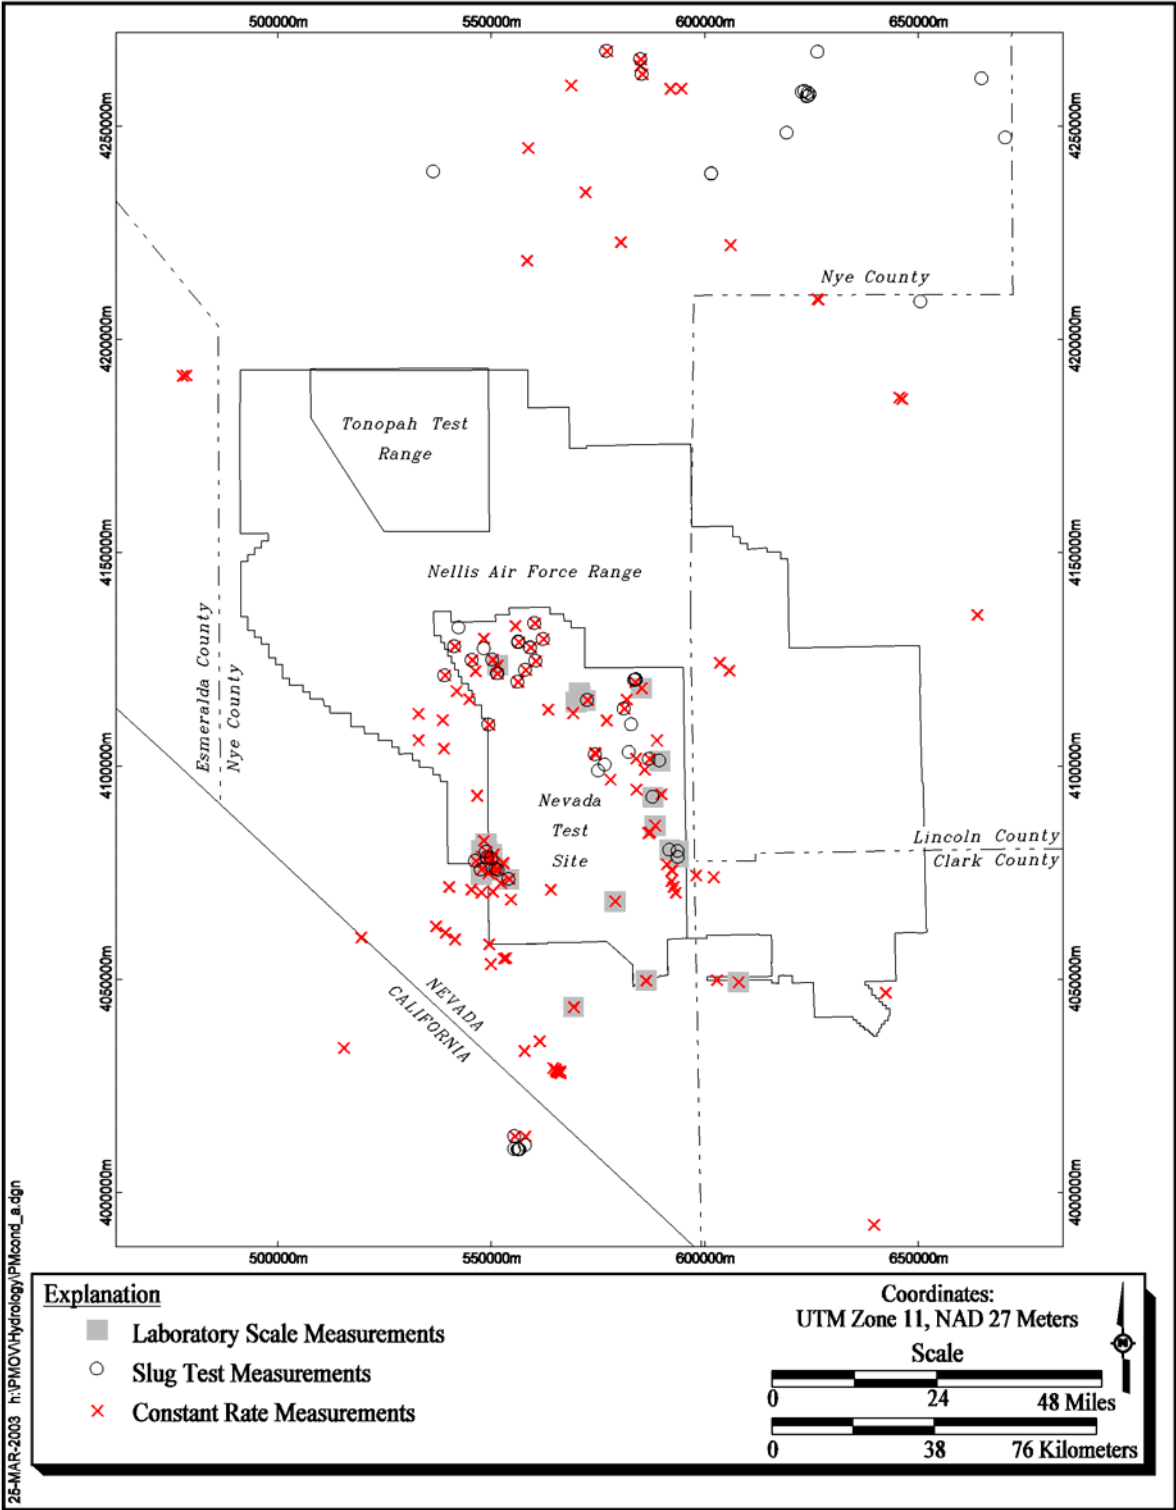 500000m
550000m
600000m
650000m
4250000m
4250000m
Nye County
4200000m
4200000m
Tonopah Test
Range
4150000m
4150000m
Nellis Air Force Range
Esmeralda County
Nye County
4100000m
4100000m
Nevada
Test
Site
Lincoln County
Clark County
4050000m
4050000m
NEVADA
CALIFORNIA
4000000m
4000000m
500000m
550000m
600000m
650000m
25-MAR-2003 h:\PMOV\Hydrology\PMcond_a.dgn
Explanation
Laboratory Scale Measurements
Slug Test Measurements
Constant Rate Measurements
Coordinates:
UTM Zone 11, NAD 27 Meters
N
Scale
0 24 48 Miles
0 38 76 Kilometers